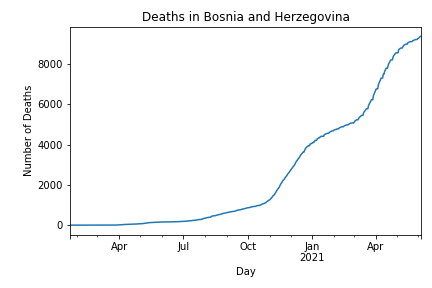 Deaths in Bosnia and Herzegovina
Number of Deaths
8000
6000
4000
2000
0
Apr
Jul
Oct
Jan
2021
Apr
Day